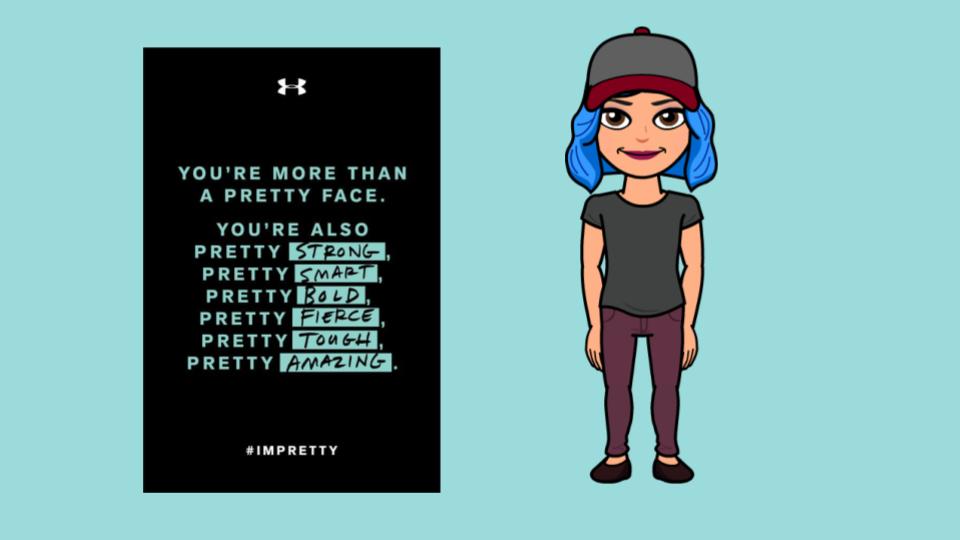 YOU'RE MORE THAN
A PRETTY FACE.
YOU'RE ALSO
PRETTY STRONG,
PRETTY SMART,
PRETTY BOLD,
PRETTY FIERCE,
PRETTY TOUGH,
PRETTY AMAZING.
#IMPRETTY